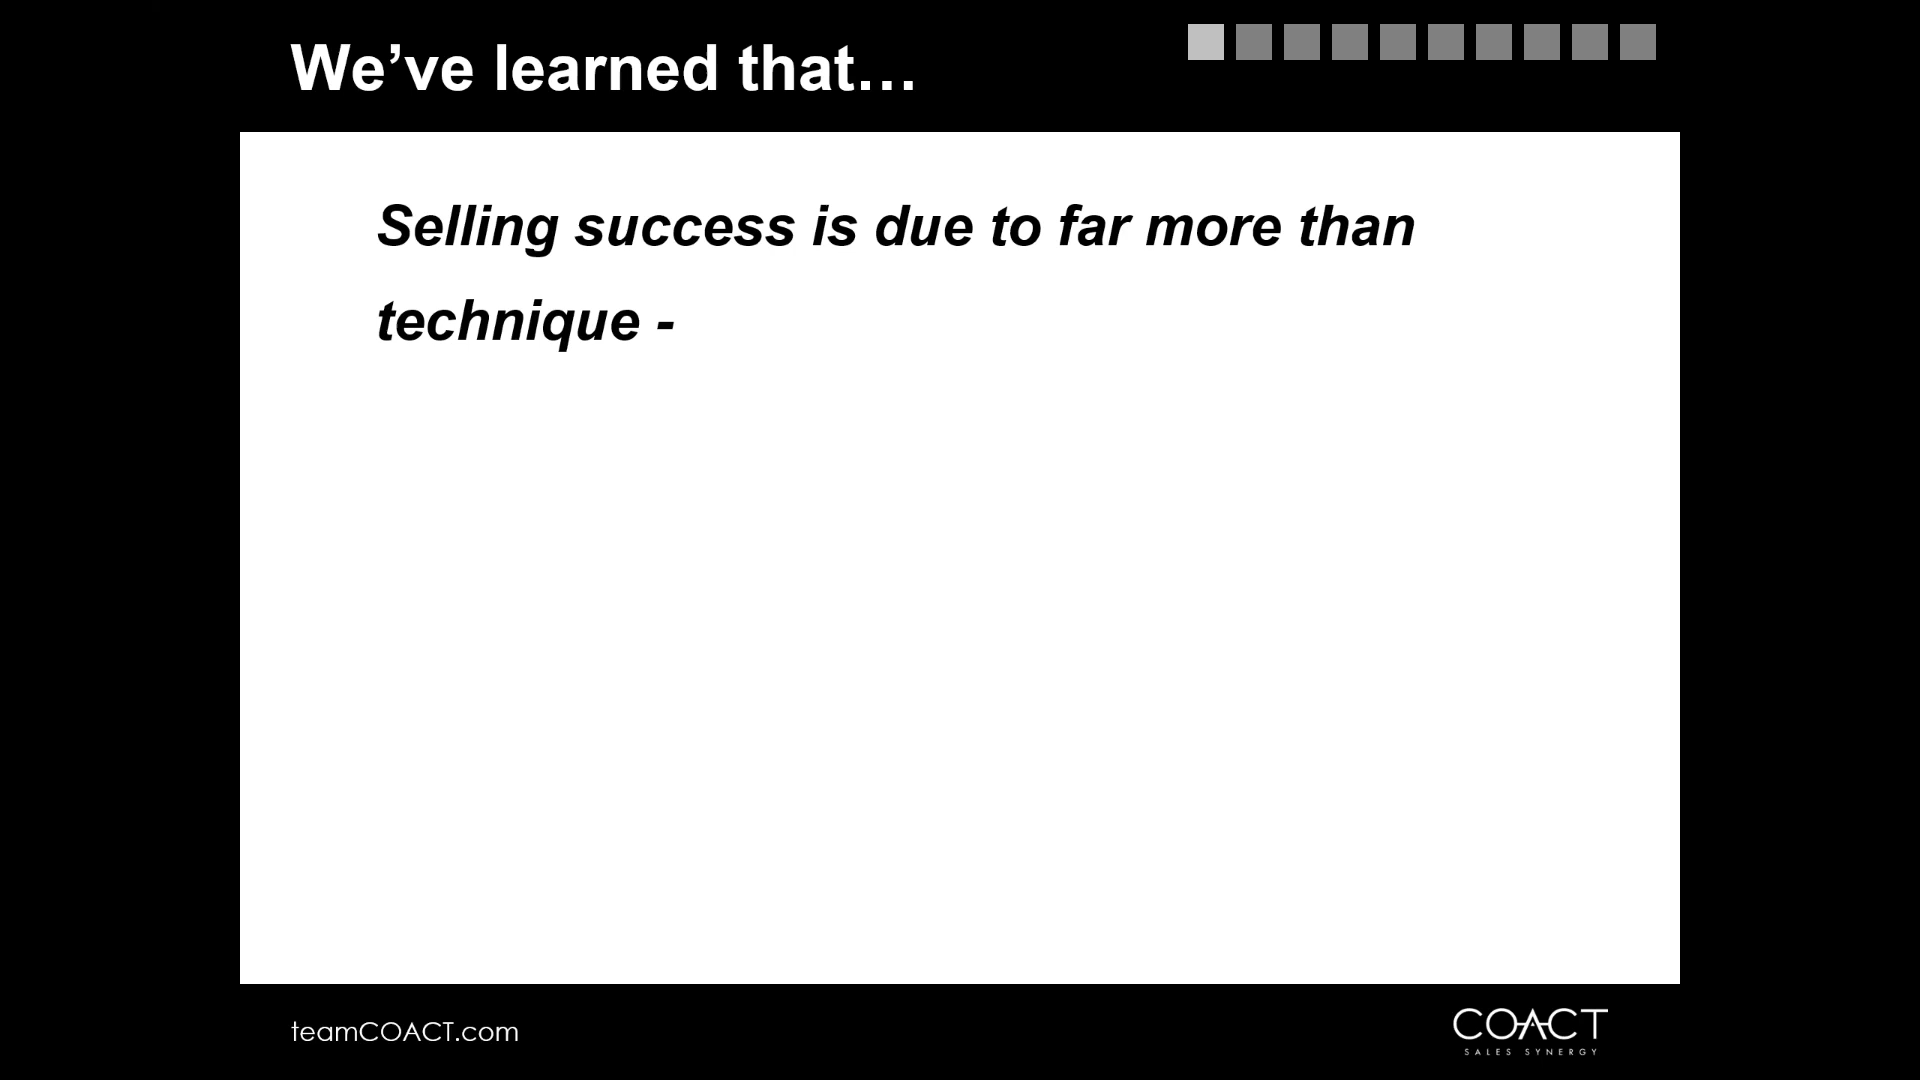 We’ve learned that…
Selling success is due to far more than
technique -
teamCOACT.com
COACT
SALES SYNERGY